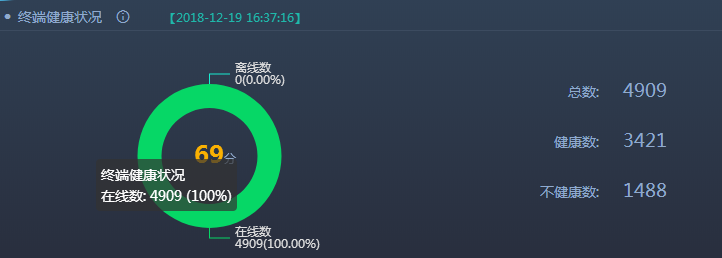 终端健康状况 【2018-12-19 16:37:16】
离线数
0(0.00%)
总数: 4909
健康数: 3421
69分
终端健康状况
在线数: 4909 (100%)
不健康数: 1488
在线数
4909(100.00%)